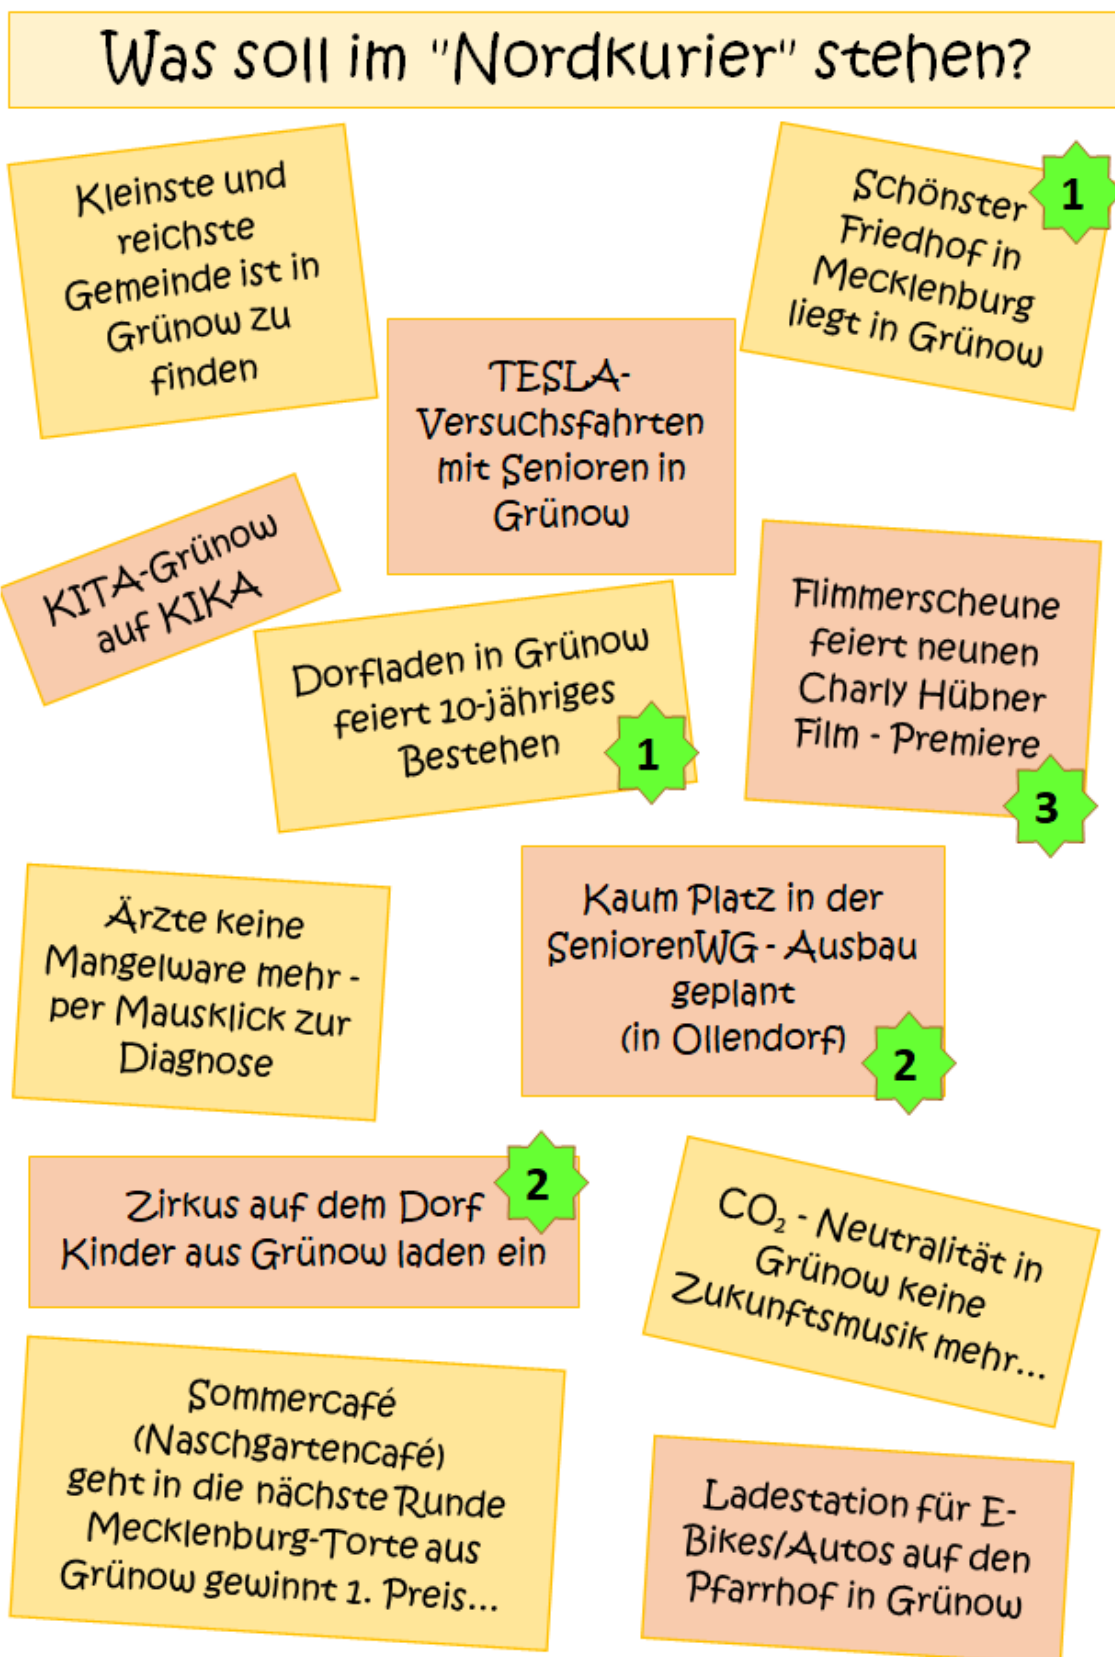 Was soll im "Nordkurier" stehen?
Kleinste und
reichste
Gemeinde ist in
Grünow zu
finden
1
Schönster
Friedhof in
Mecklenburg
liegt in Grünow
TESLA-
Versuchsfahrten
mit Senioren in
Grünow
KITA-Grünow
auf KIKA
Dorfladen in Grünow
feiert 10-jähriges
Bestehen
1
Flimmerscheune
feiert neunen
Charly Hübner
Film - Premiere
3
Ärzte keine
Mangelware mehr -
per Mausklick zur
Diagnose
Kaum Platz in der
SeniorenWG - Ausbau
geplant
(in Ollendorf)
2
Zirkus auf dem Dorf
Kinder aus Grünow laden ein
2
CO₂ - Neutralität in
Grünow keine
Zukunftsmusik mehr...
Sommercafé
(Naschgartencafé)
geht in die nächste Runde
Mecklenburg-Torte aus
Grünow gewinnt 1. Preis...
Ladestation für E-
Bikes/Autos auf den
Pfarrhof in Grünow